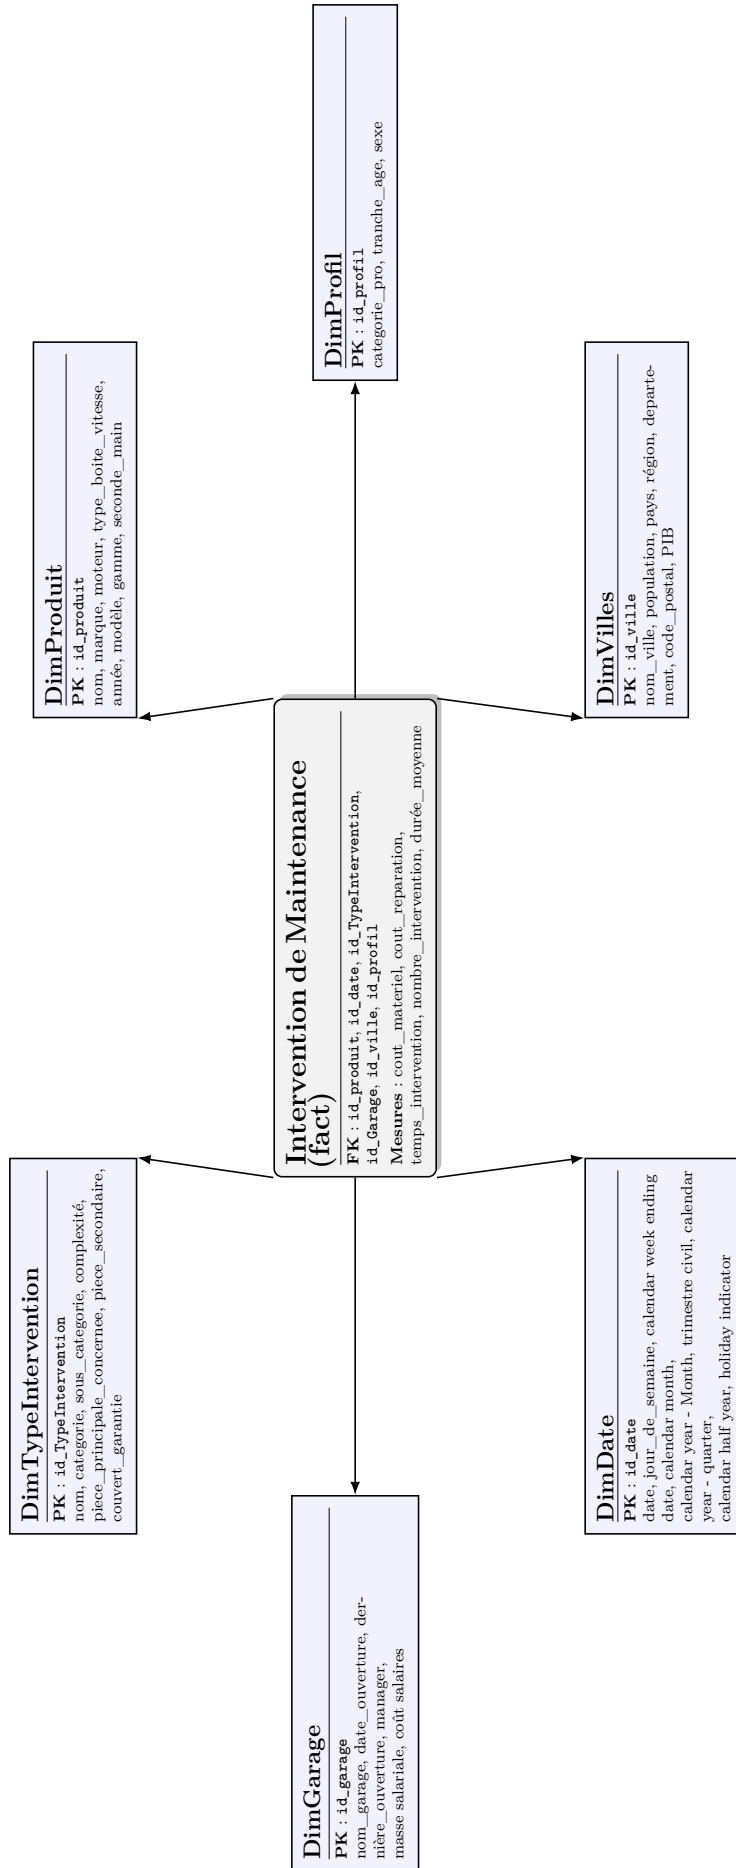 DimTypeIntervention
PK : id_TypeIntervention
nom, categorie, sous_categorie, complexité,
piece_principale_concernee, piece_secondaire,
couvert_garantie
DimProduit
PK : id_produit
nom, marque, moteur, type_boite_vitesse,
année, modèle, gamme, seconde_main
DimGarage
PK : id_garage
nom_garage, date_ouverture, der-
nière_ouverture, manager,
masse salariale, coût salaires
Intervention de Maintenance
(fact)
FK : id_produit, id_date, id_TypeIntervention,
id_Garage, id_ville, id_profil
Mesures : cout_materiel, cout_reparation,
temps_intervention, nombre_intervention, durée_moyenne
DimProfil
PK : id_profil
categorie_pro, tranche_age, sexe
DimDate
PK : id_date
date, jour_de_semaine, calendar week ending
date, calendar month,
calendar year - Month, trimestre civil, calendar
year - quarter,
calendar half year, holiday indicator
DimVilles
PK : id_ville
nom_ville, population, pays, région, departe-
ment, code_postal, PIB